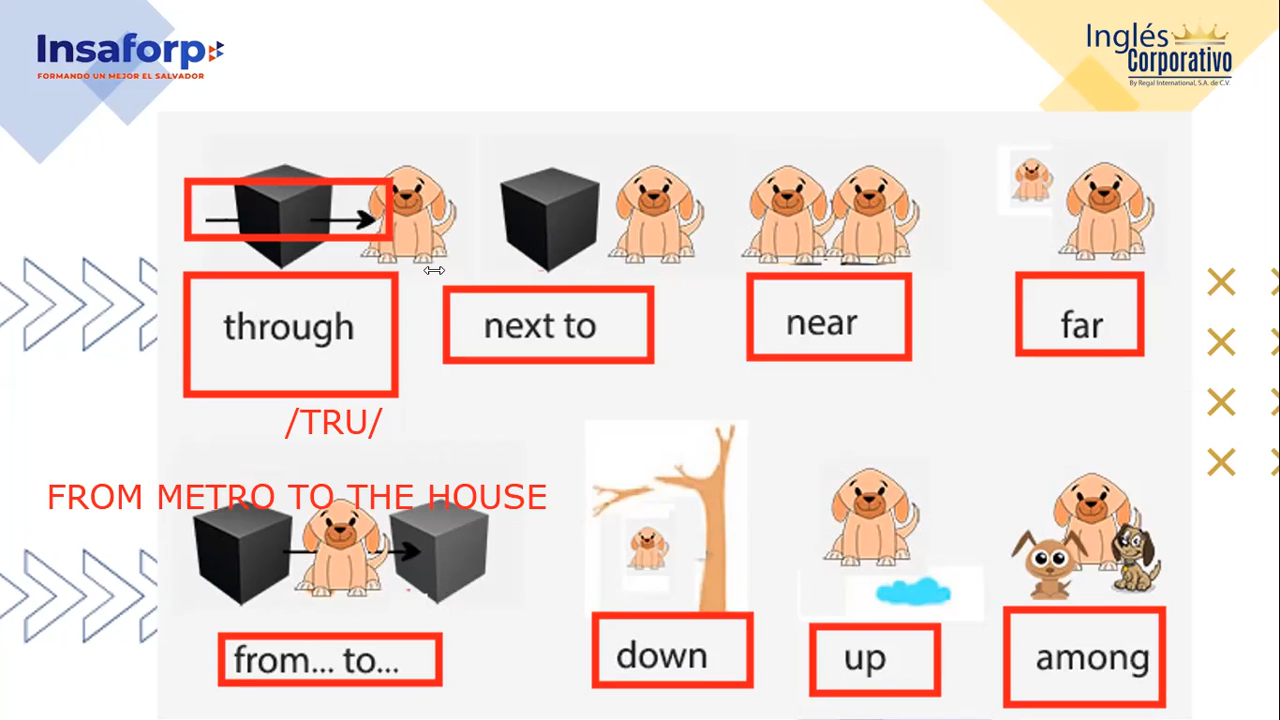 Insaforp
FORMANDO UN MEJOR EL SALVADOR
Inglés
Corporativo
By Regal International, S.A. de C.V.
through
next to
near
far
/TRU/
FROM METRO TO THE HOUSE
from... to...
down
up
among